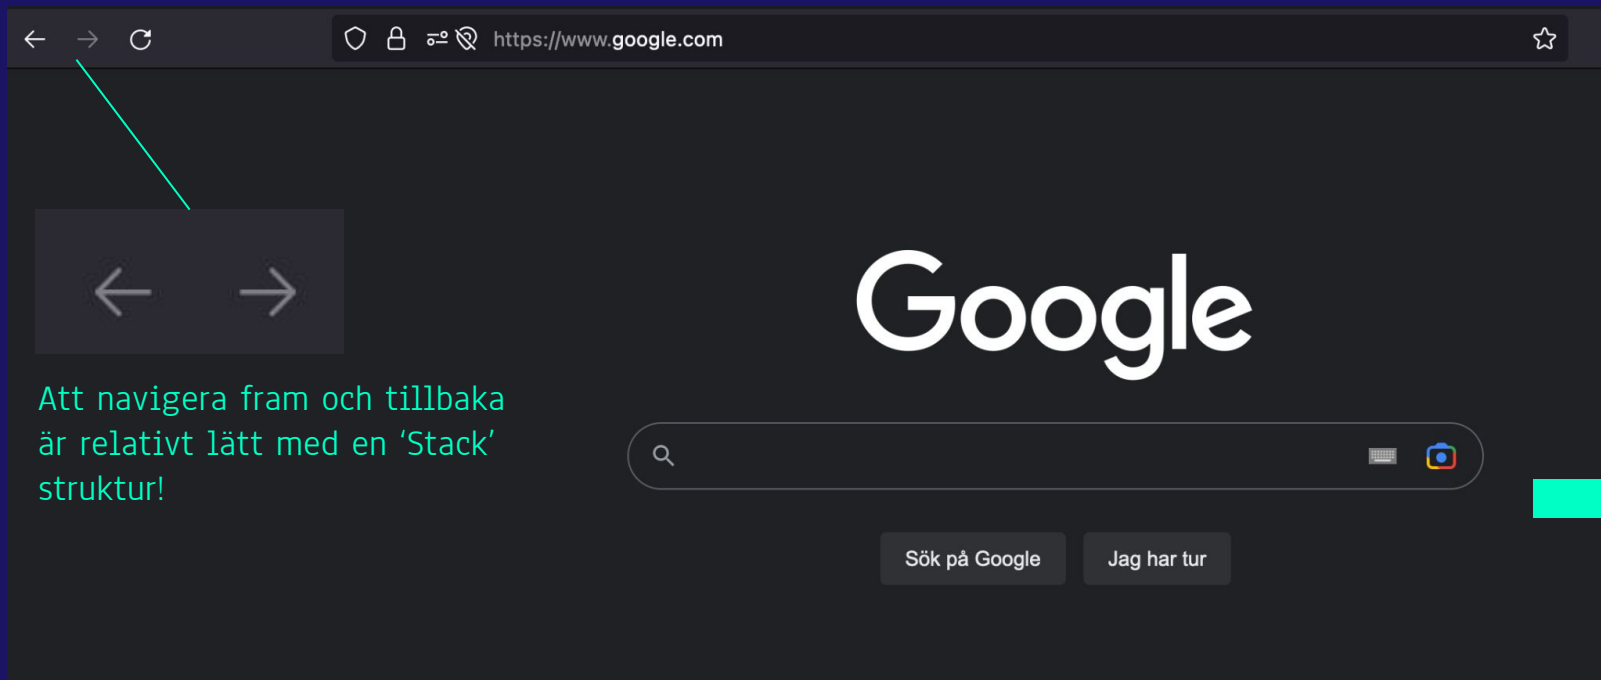 https://www.google.com
Google
Att navigera fram och tillbaka
är relativt lätt med en ‘Stack’
struktur!
Sök på Google
Jag har tur